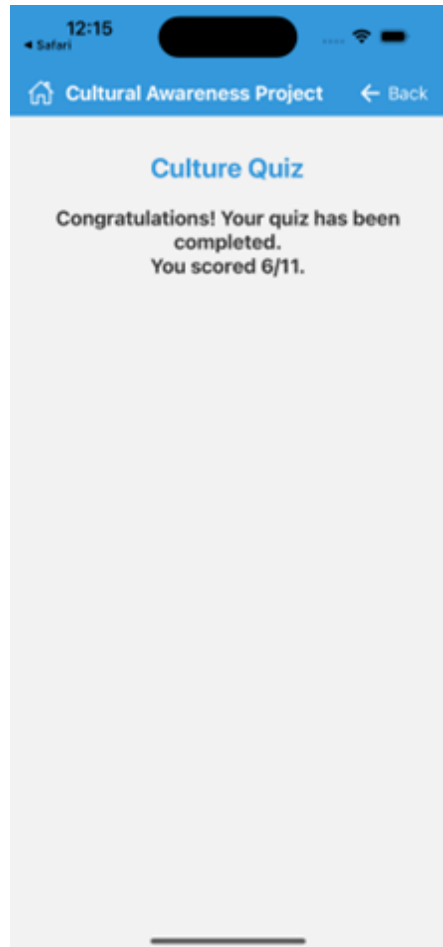 12:15
Safari
Cultural Awareness Project
Back
Culture Quiz
Congratulations! Your quiz has been
completed.
You scored 6/11.